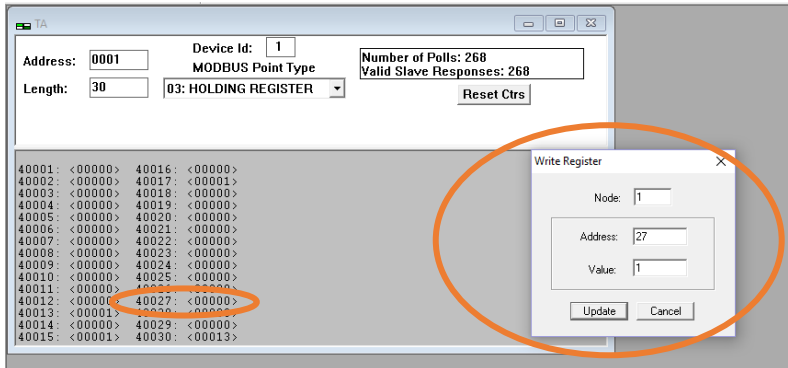 TA
Device Id: 1
Address: 0001
MODBUS Point Type
Number of Polls: 268
Valid Slave Responses: 268
Length: 30
03: HOLDING REGISTER
Reset Ctrs
40001: <00000> 40016: <00000>
40002: <00000> 40017: <00001>
40003: <00000> 40018: <00000>
40004: <00000> 40019: <00000>
40005: <00000> 40020: <00000>
40006: <00000> 40021: <00000>
40007: <00000> 40022: <00000>
40008: <00000> 40023: <00000>
40009: <00000> 40024: <00000>
40010: <00000> 40025: <00000>
40011: <00000>
40012: <00000> 40027: <00000>
40013: <00001>
40014: <00000> 40029: <00000>
40015: <00001> 40030: <00013>
Write Register
Node: 1
Address: 27
Value: 1
Update Cancel